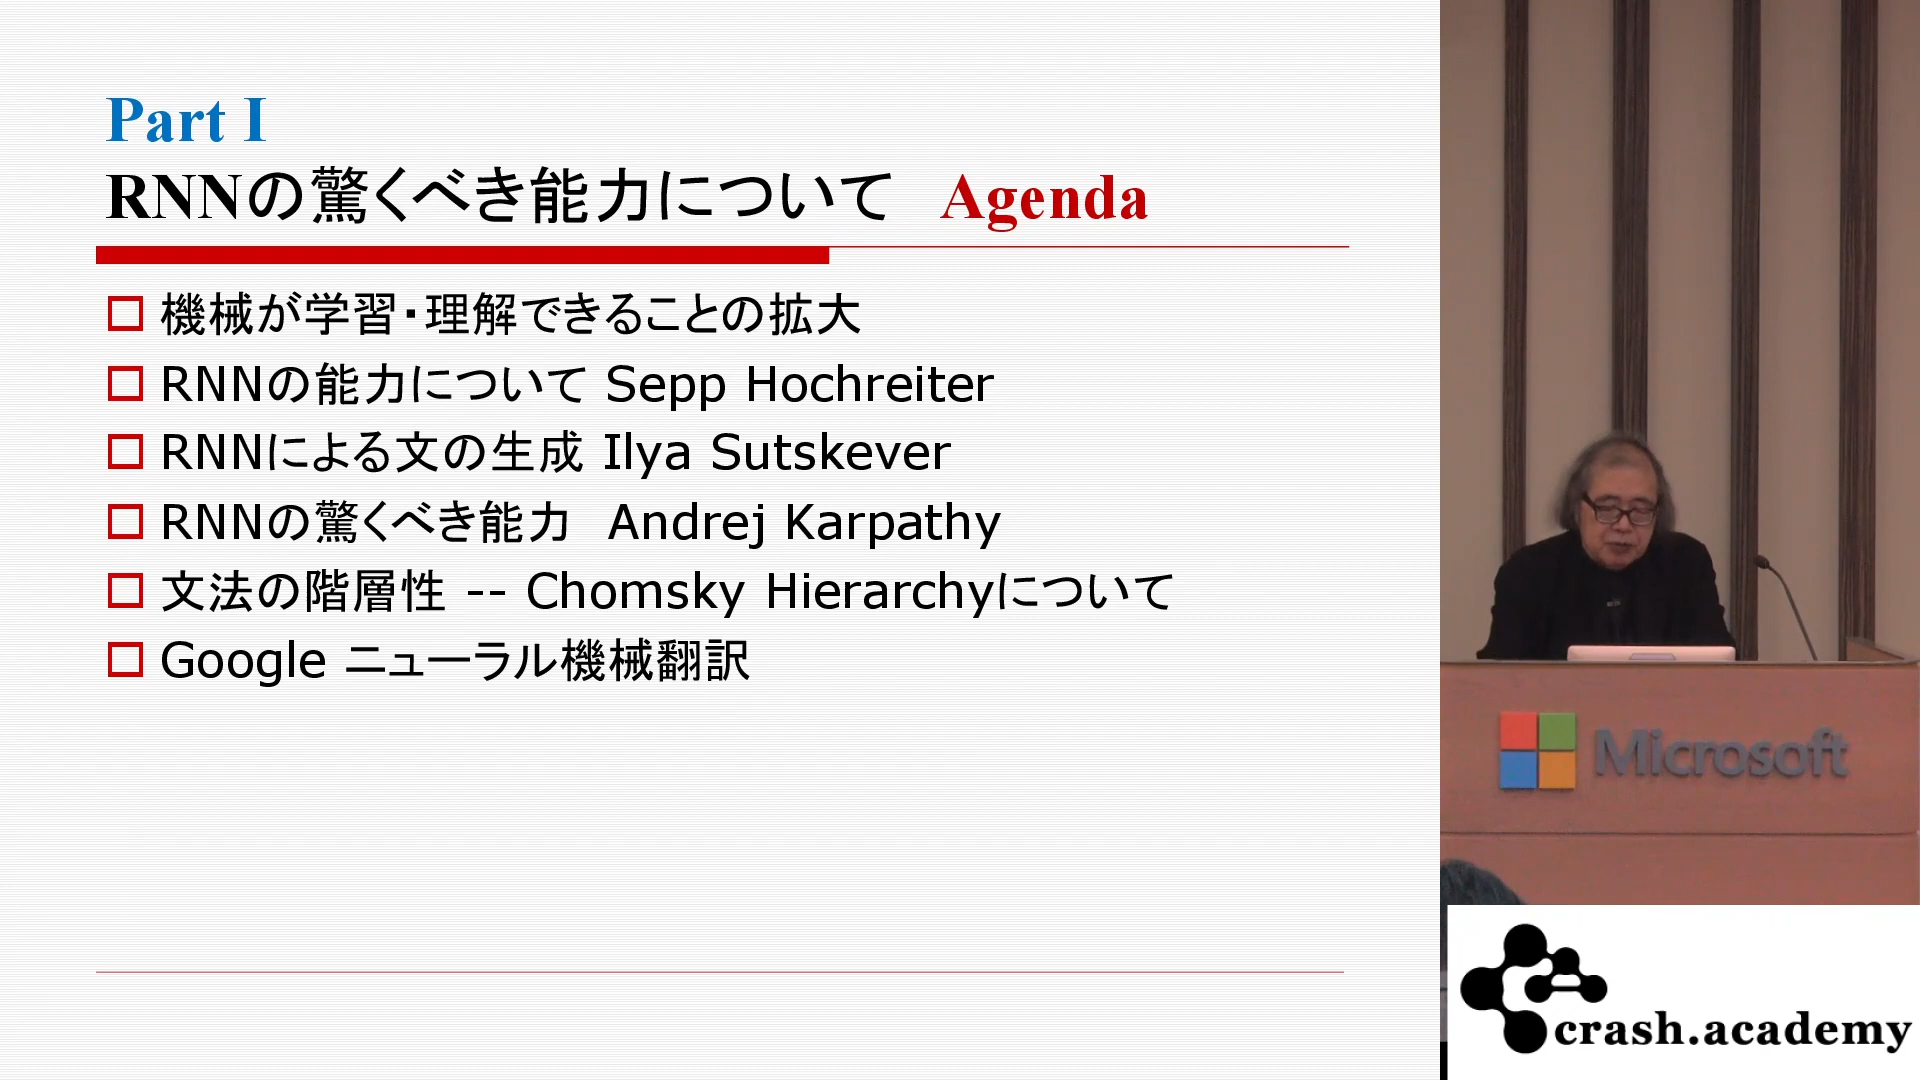 Part I
RNNの驚くべき能力について Agenda
機械が学習・理解できることの拡大
RNNの能力について Sepp Hochreiter
RNNによる文の生成 Ilya Sutskever
RNNの驚くべき能力 Andrej Karpathy
文法の階層性 -- Chomsky Hierarchyについて
Google ニューラル機械翻訳
Microsoft
crash.academy